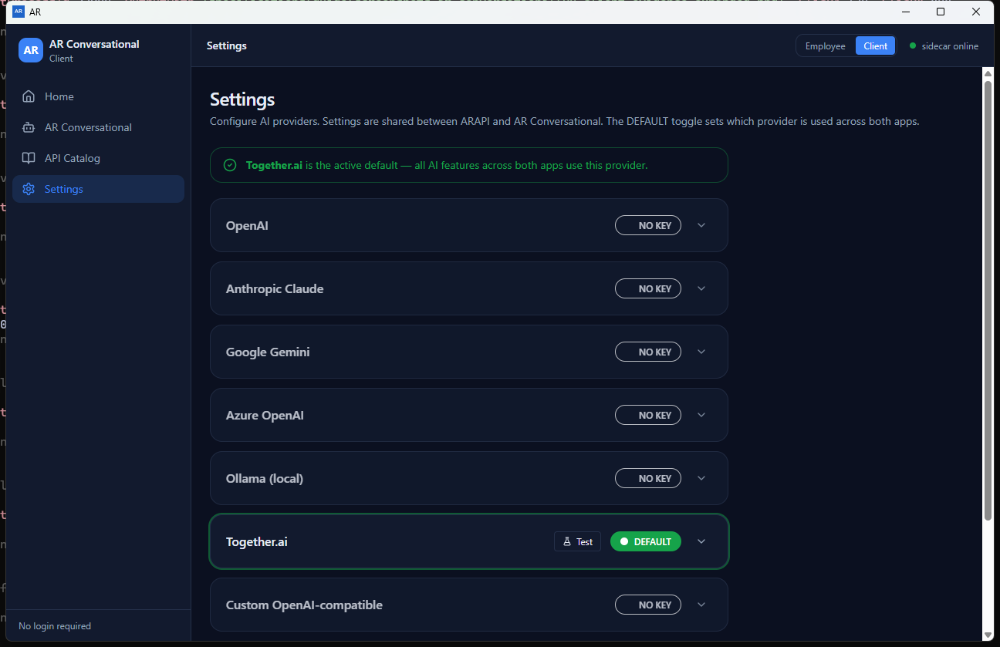 AR AR
AR AR Conversational
Client
Settings
Employee Client sidecar online
Home
AR Conversational
API Catalog
Settings
Settings
Configure AI providers. Settings are shared between ARAPI and AR Conversational. The DEFAULT toggle sets which provider is used across both apps.
Together.ai is the active default — all AI features across both apps use this provider.
OpenAI NO KEY
Anthropic Claude NO KEY
Google Gemini NO KEY
Azure OpenAI NO KEY
Ollama (local) NO KEY
Together.ai Test DEFAULT
Custom OpenAI-compatible NO KEY
No login required